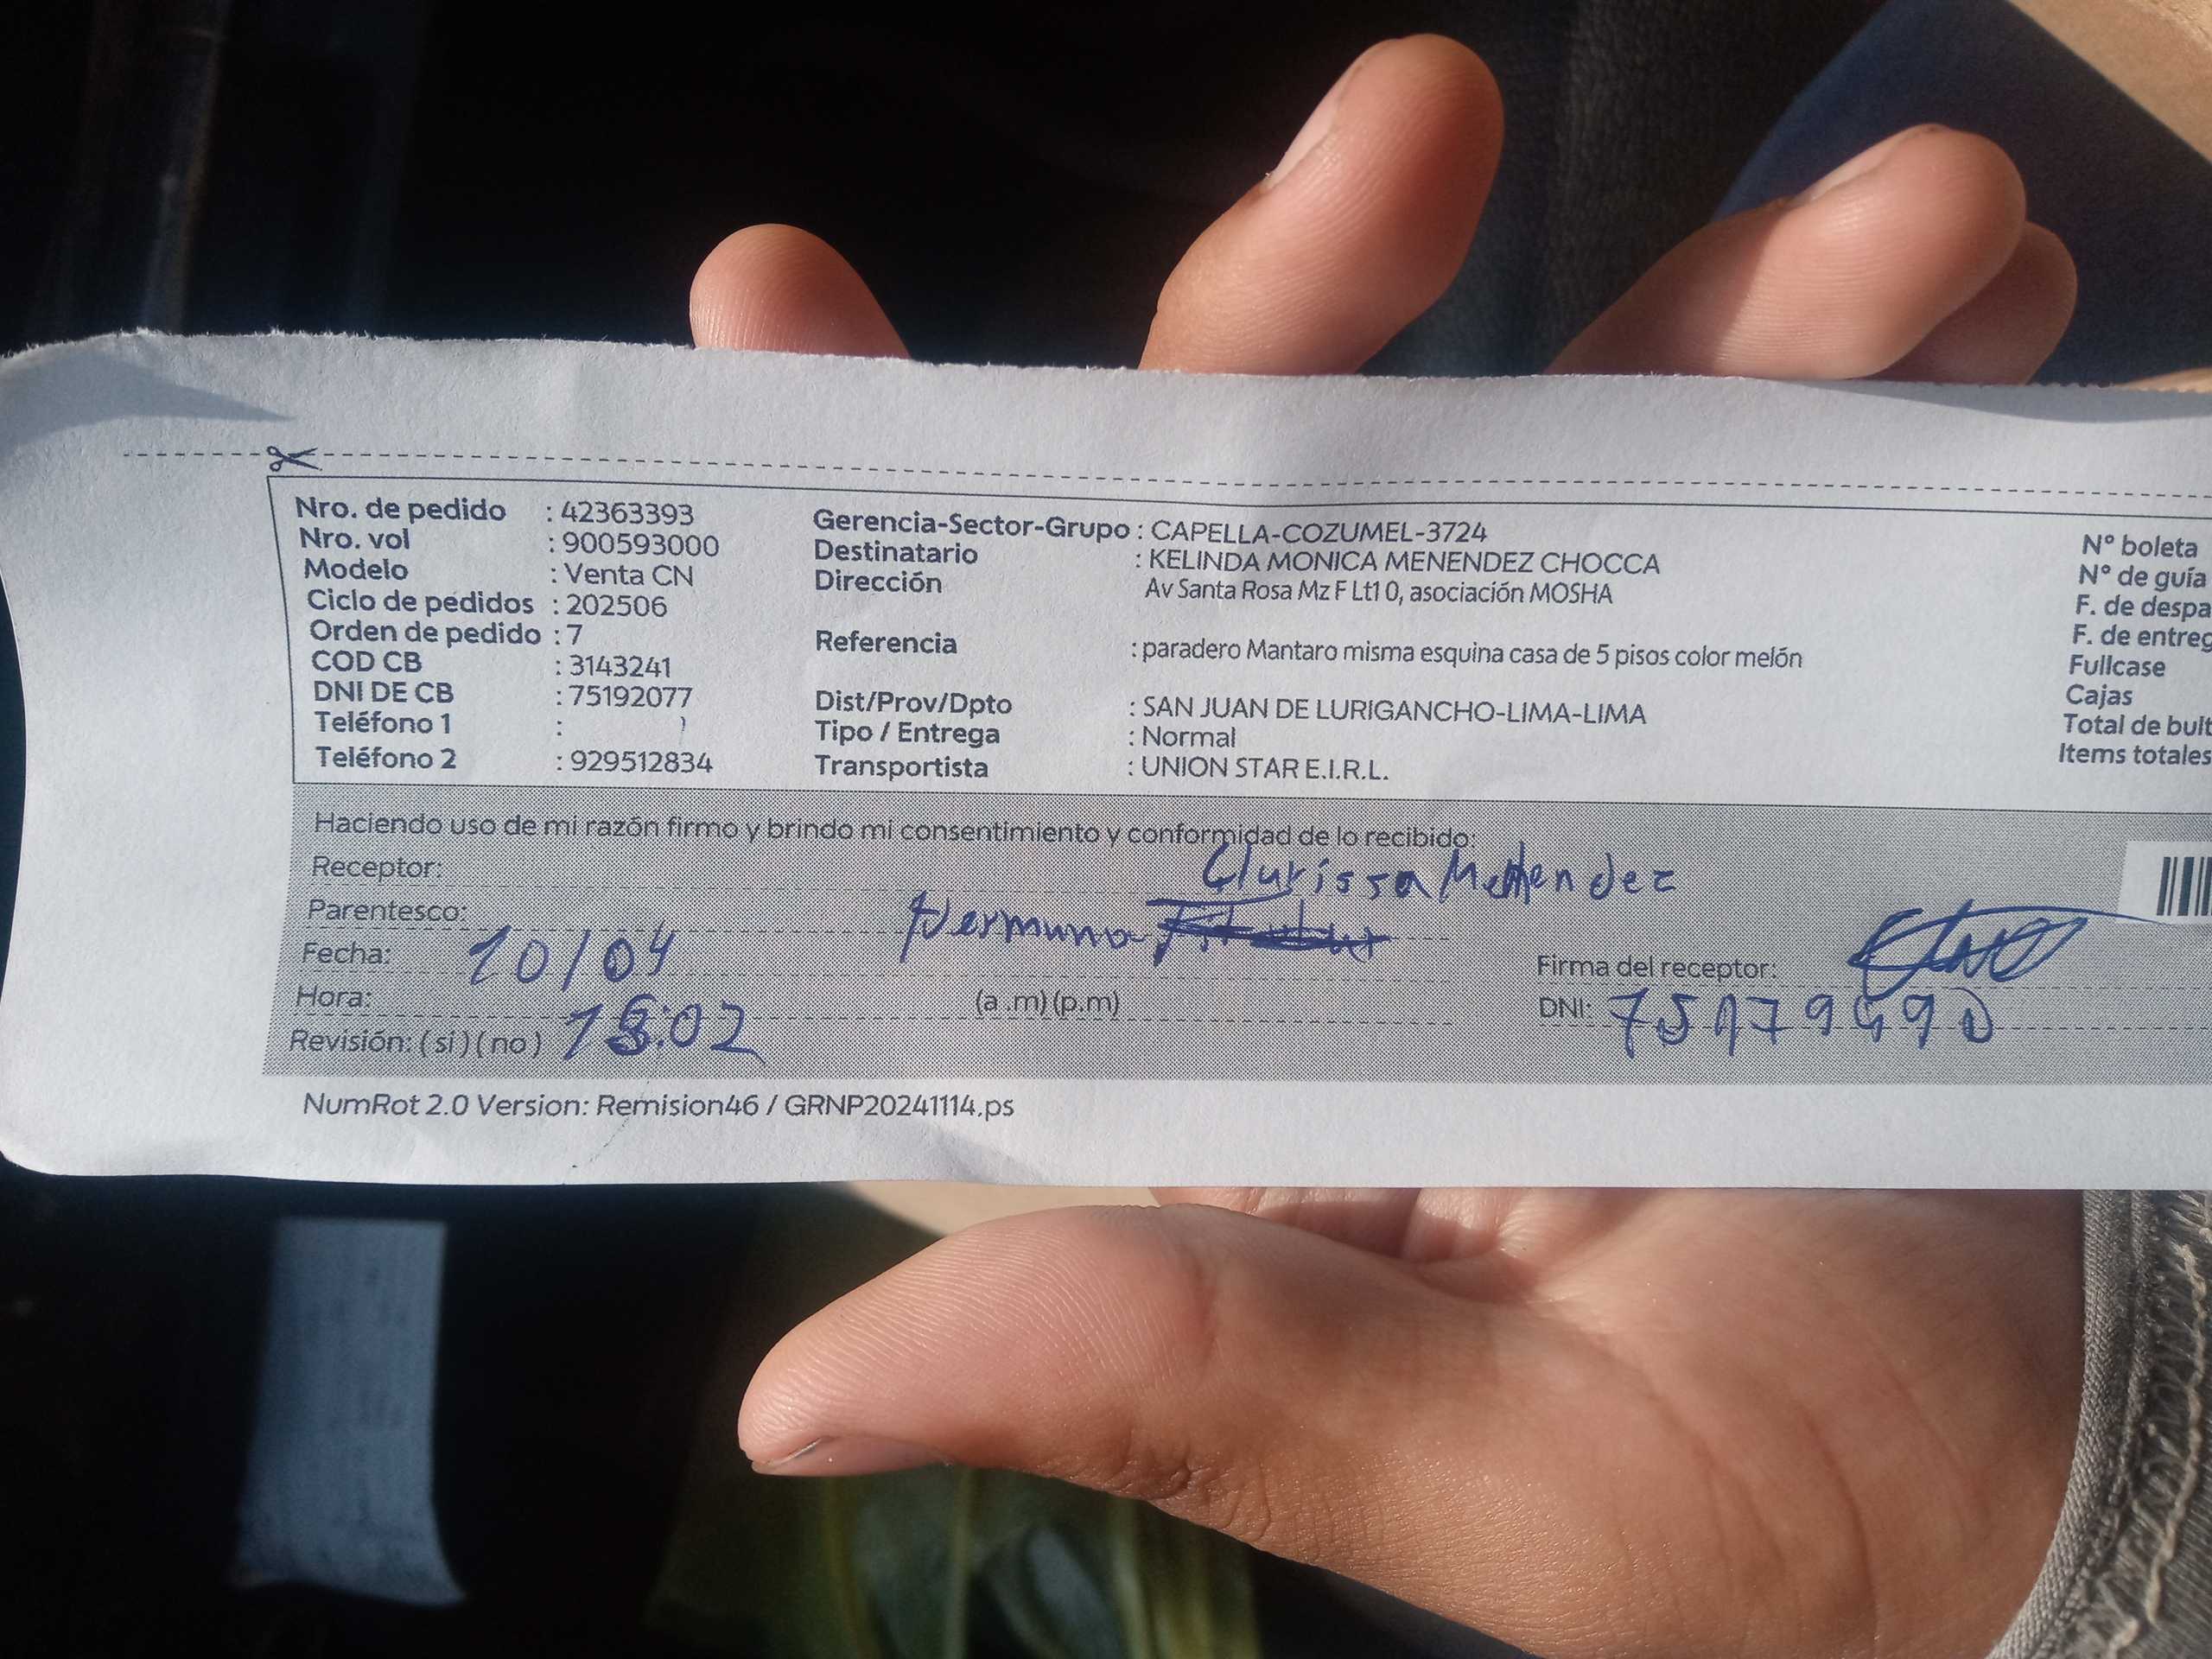 Nro. de pedido : 42363393
Nro. vol : 900593000
Modelo : Venta CN
Ciclo de pedidos : 202506
Orden de pedido : 7
COD CB : 3143241
DNI DE CB : 75192077
Teléfono 1 :
Teléfono 2 : 929512834
Gerencia-Sector-Grupo : CAPELLA-COZUMEL-3724
Destinatario : KELINDA MONICA MENENDEZ CHOCCA
Dirección Av Santa Rosa Mz F Lt1 0, asociación MOSHA
Referencia : paradero Mantaro misma esquina casa de 5 pisos color melón
Dist/Prov/Dpto : SAN JUAN DE LURIGANCHO-LIMA-LIMA
Tipo / Entrega : Normal
Transportista : UNION STAR E.I.R.L.
N° boleta
N° de guía
F. de despa
F. de entreg
Fullcase
Cajas
Total de bult
Items totales
Haciendo uso de mi razón firmo y brindo mi consentimiento y conformidad de lo recibido:
Receptor: Clarissa Menendez
Parentesco: Hermana
Fecha: 10/04
Hora: (a .m) (p.m)
Revisión: ( si ) ( no ) :02
Firma del receptor:
DNI:
NumRot 2.0 Version: Remision46 / GRNP20241114.ps